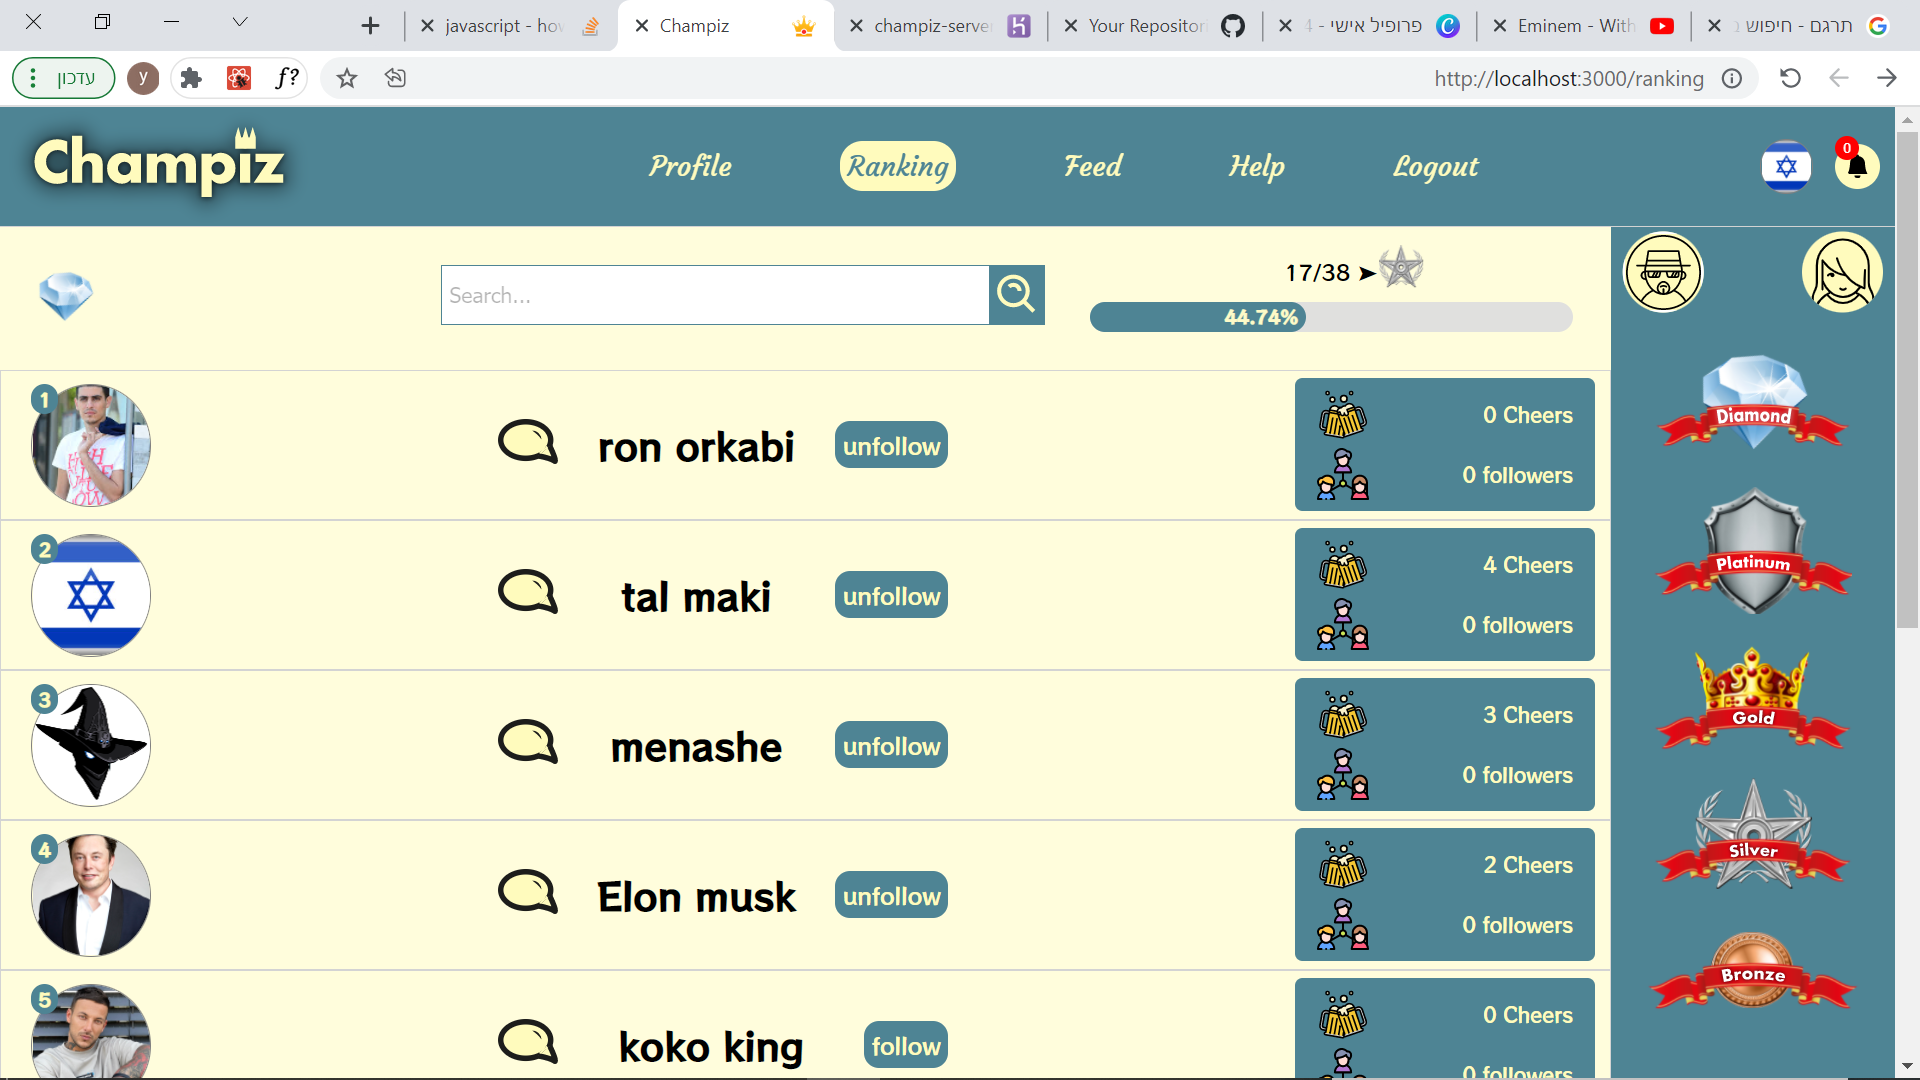 javascript - how
Champiz
champiz-server
Your Repositor
פרופיל אישי - 4
Eminem - With
תרגם - חיפוש ב
עדכון
y
f?
http://localhost:3000/ranking
Champiz
Profile
Ranking
Feed
Help
Logout
0
Search...
17/38 ➤
44.74%
1
ron orkabi
unfollow
0 Cheers
0 followers
2
tal maki
unfollow
4 Cheers
0 followers
3
menashe
unfollow
3 Cheers
0 followers
4
Elon musk
unfollow
2 Cheers
0 followers
5
koko king
follow
0 Cheers
0 followers
Diamond
Platinum
Gold
Silver
Bronze